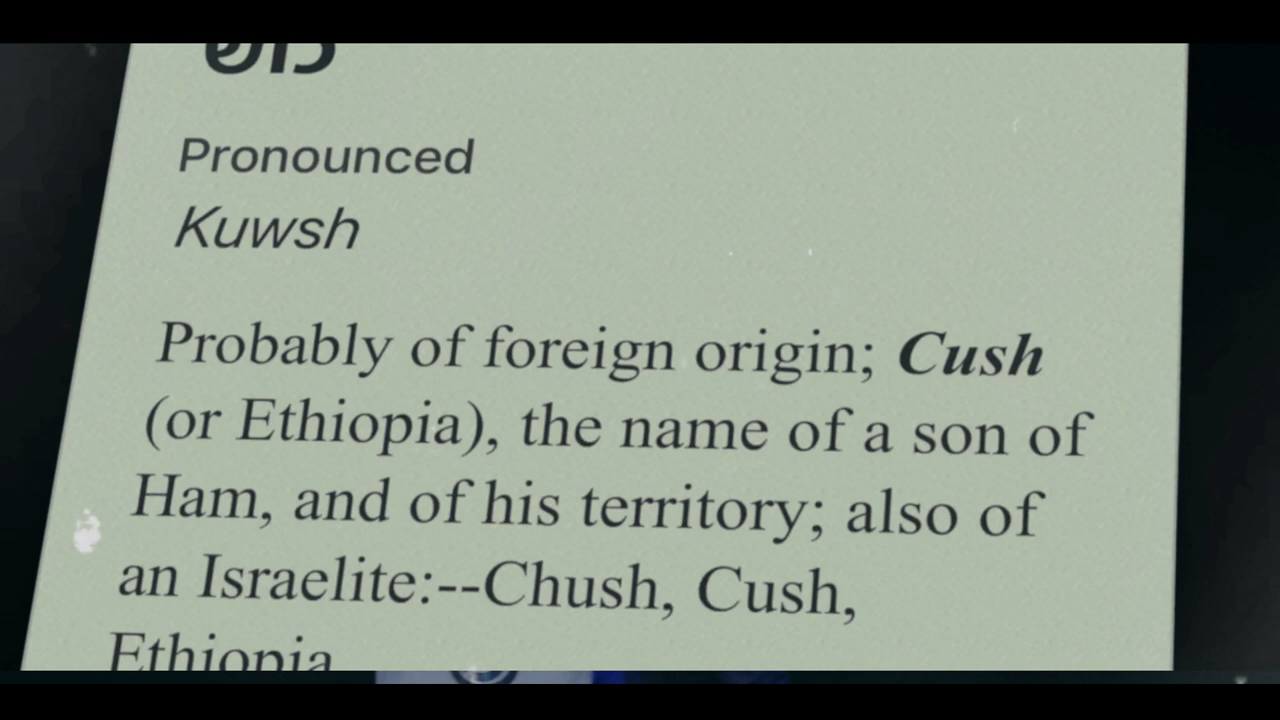 Pronounced
Kuwsh
Probably of foreign origin; Cush
(or Ethiopia), the name of a son of
Ham, and of his territory; also of
an Israelite:--Chush, Cush,
Ethiopia